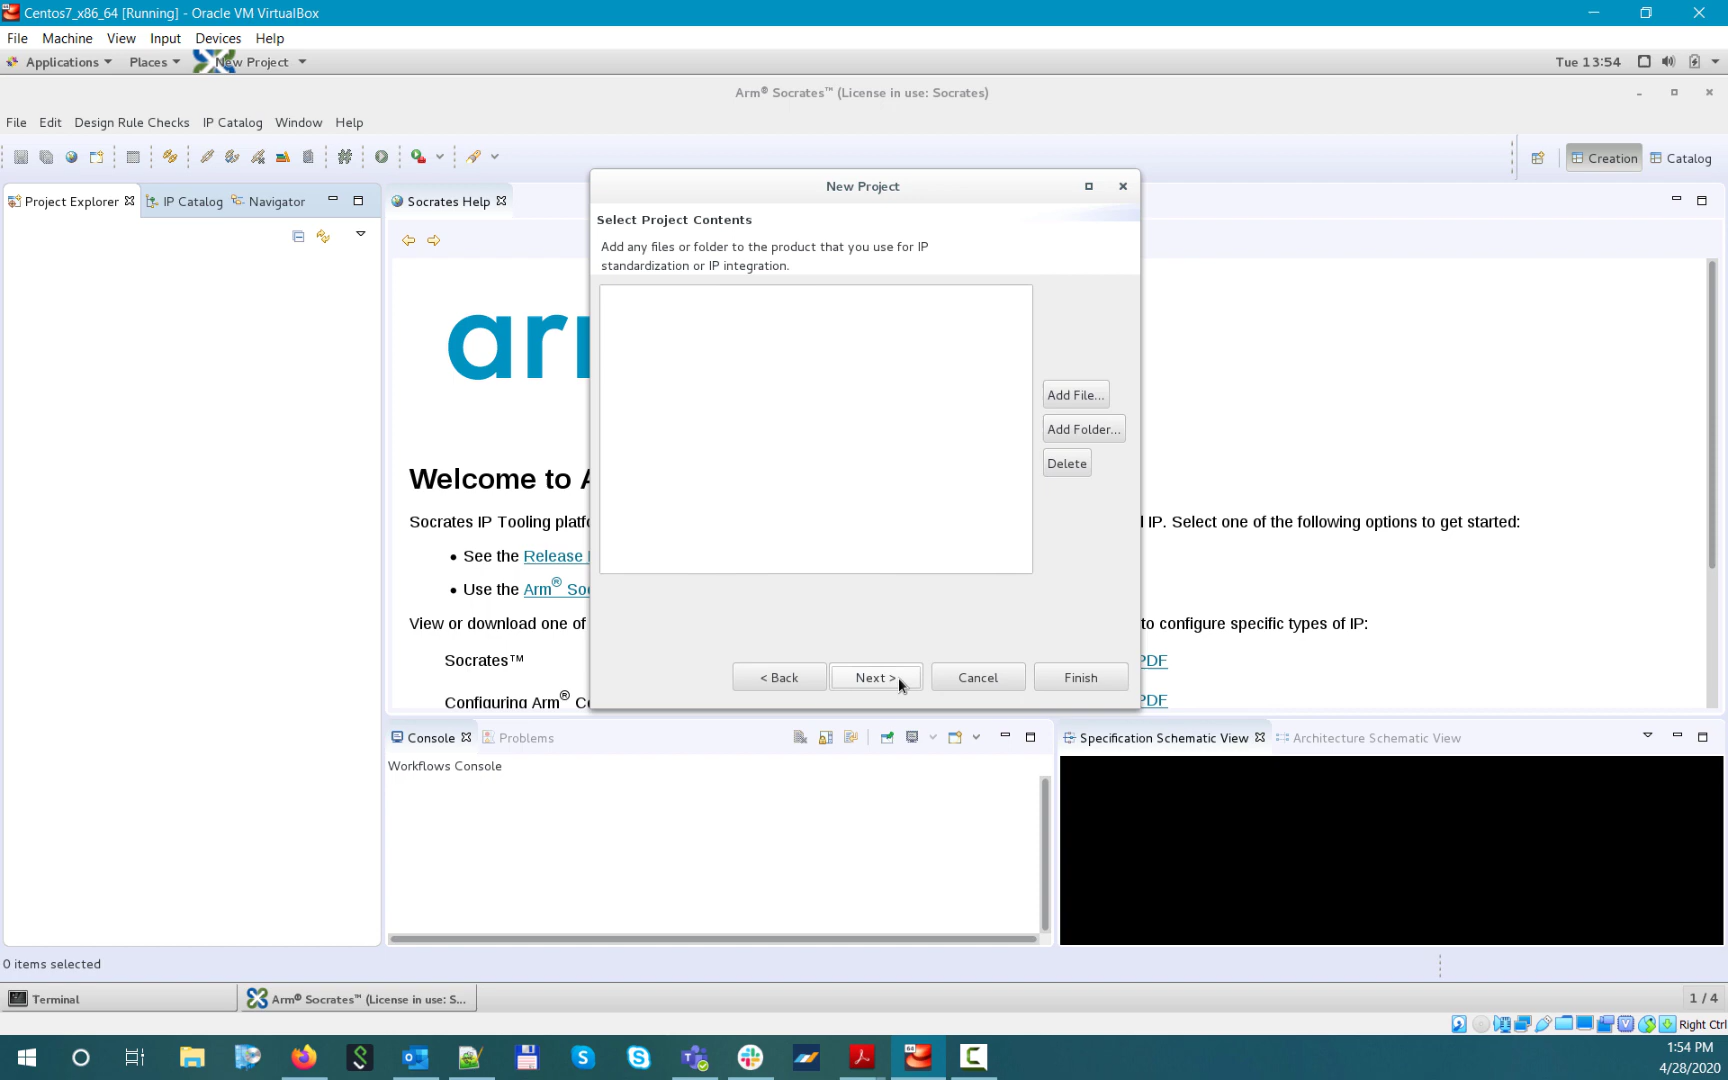 Centos7_x86_64 [Running] - Oracle VM VirtualBox
File Machine View Input Devices Help
Applications Places New Project Tue 13:54
Arm® Socrates™ (License in use: Socrates)
File Edit Design Rule Checks IP Catalog Window Help
Creation Catalog
Project Explorer IP Catalog Navigator Socrates Help
New Project
Select Project Contents
Add any files or folder to the product that you use for IP
standardization or IP integration.
Add File...
Add Folder...
Delete
< Back Next > Cancel Finish
arm
Welcome to A
Socrates IP Tooling platfo l IP. Select one of the following options to get started:
• See the Release
• Use the Arm® Soc
View or download one of to configure specific types of IP:
Socrates™ PDF
Configuring Arm® Co PDF
Console Problems
Workflows Console
Specification Schematic View Architecture Schematic View
0 items selected
Terminal Arm® Socrates™ (License in use: S... 1 / 4
Right Ctrl
1:54 PM
4/28/2020